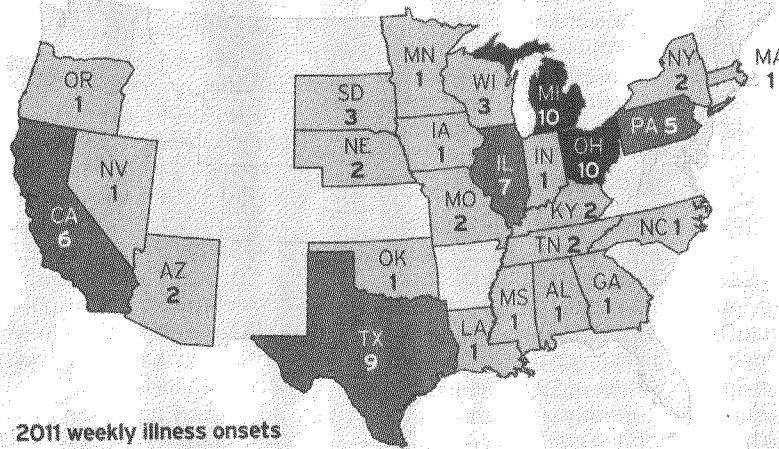 OR
1
NV
1
CA
6
AZ
2
SD
3
NE
2
MN
1
IA
1
WI
3
MO
2
IL
7
MI
10
IN
1
OH
10
KY 2
TN 2
NC 1
PA 5
NY
2
MA
1
OK
1
TX
9
LA
1
MS
1
AL
1
GA
1
2011 weekly illness onsets